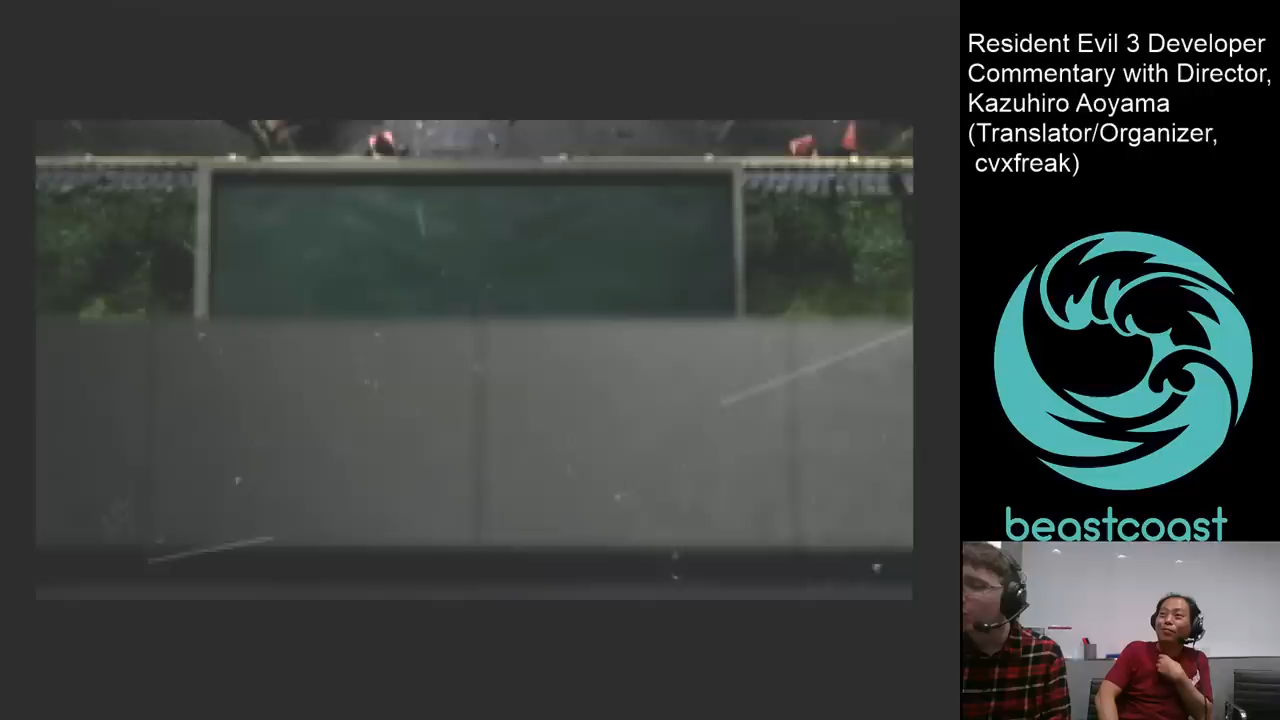 Resident Evil 3 Developer
Commentary with Director,
Kazuhiro Aoyama
(Translator/Organizer,
cvxfreak)
beastcoast